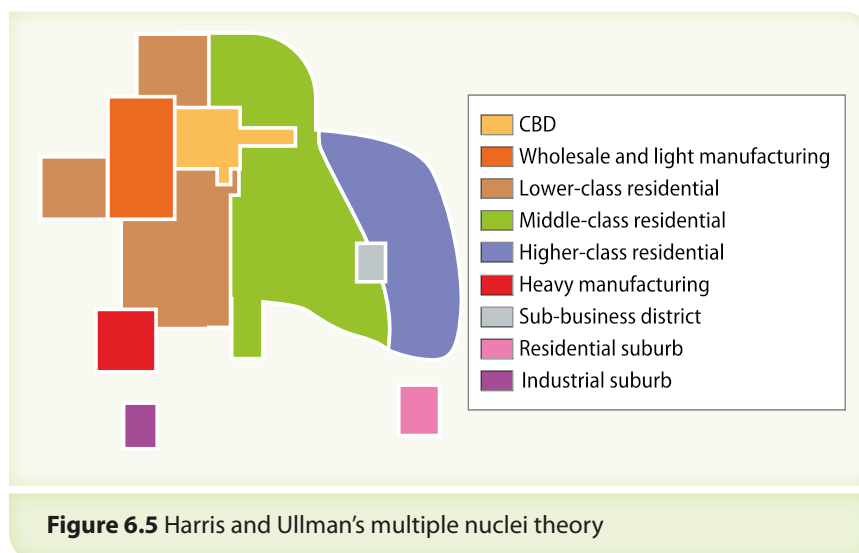 CBD
Wholesale and light manufacturing
Lower-class residential
Middle-class residential
Higher-class residential
Heavy manufacturing
Sub-business district
Residential suburb
Industrial suburb
Figure 6.5 Harris and Ullman's multiple nuclei theory